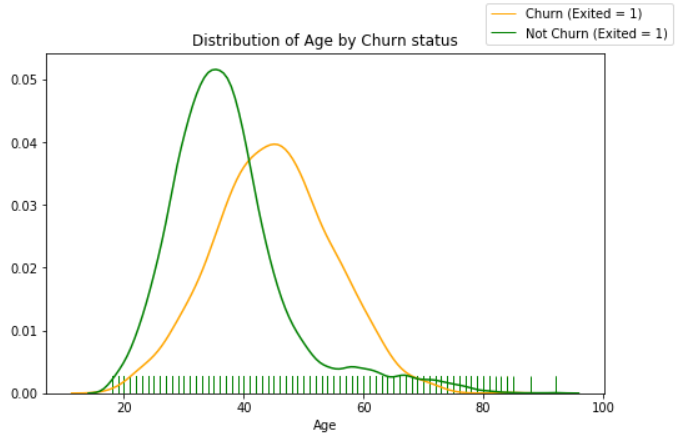 Churn (Exited = 1)
Not Churn (Exited = 1)
Distribution of Age by Churn status
0.05
0.04
0.03
0.02
0.01
0.00
20
40
60
80
100
Age